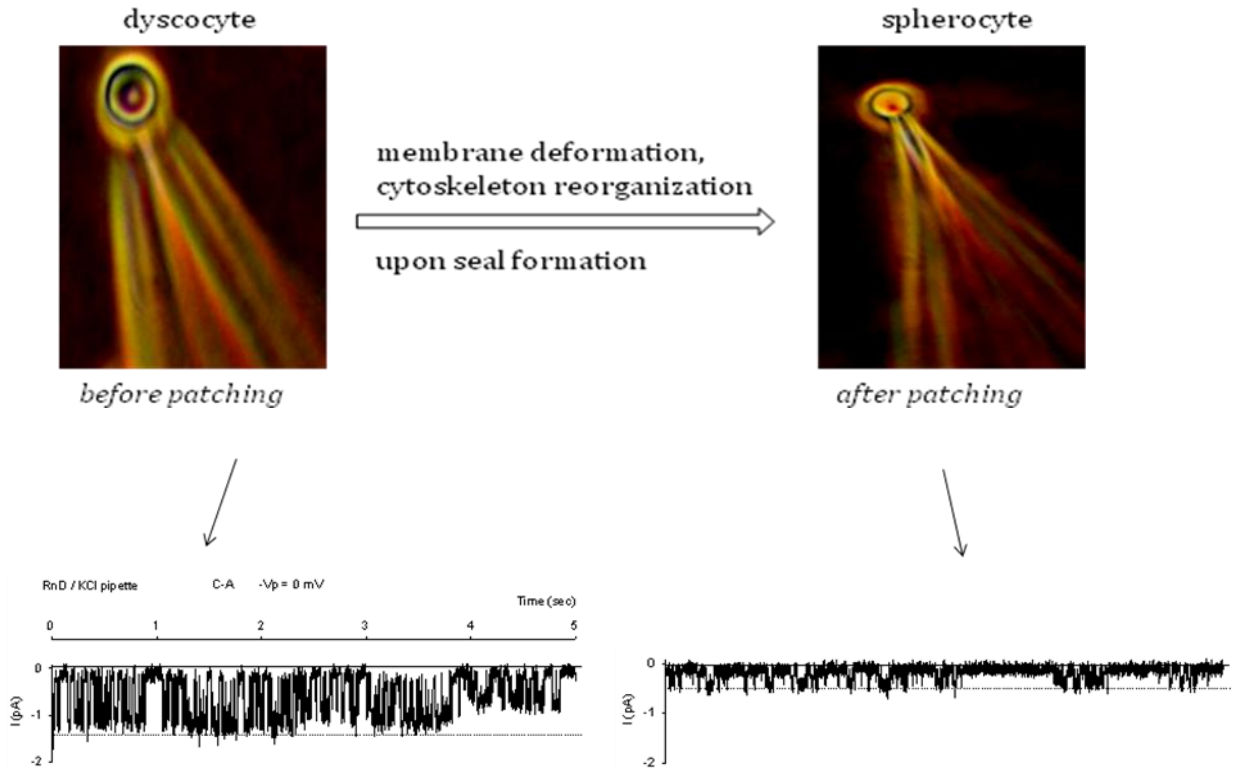 dyscocyte
spherocyte
membrane deformation,
cytoskeleton reorganization
upon seal formation
before patching
after patching
RnD / KCl pipette C-A -Vp = 0 mV
Time (sec)
0 1 2 3 4 5
0
-1
-2
I (pA)
0
-1
-2
I (pA)